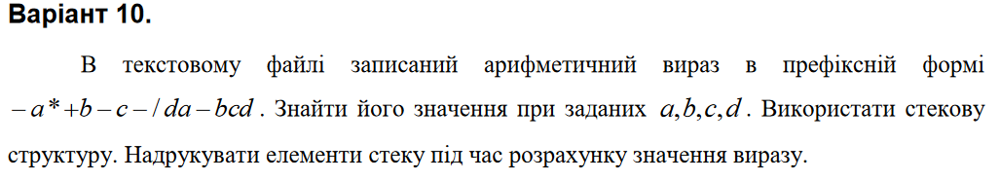 Варіант 10.
В текстовому файлі записаний арифметичний вираз в префіксній формі
−a*+b−c−/da−bcd. Знайти його значення при заданих a,b,c,d. Використати стекову
структуру. Надрукувати елементи стеку під час розрахунку значення виразу.